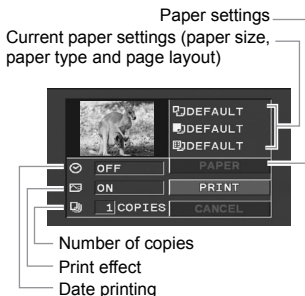 Paper settings
Current paper settings (paper size,
paper type and page layout)
DEFAULT
DEFAULT
DEFAULT
OFF
PAPER
ON
PRINT
1 COPIES
CANCEL
Number of copies
Print effect
Date printing